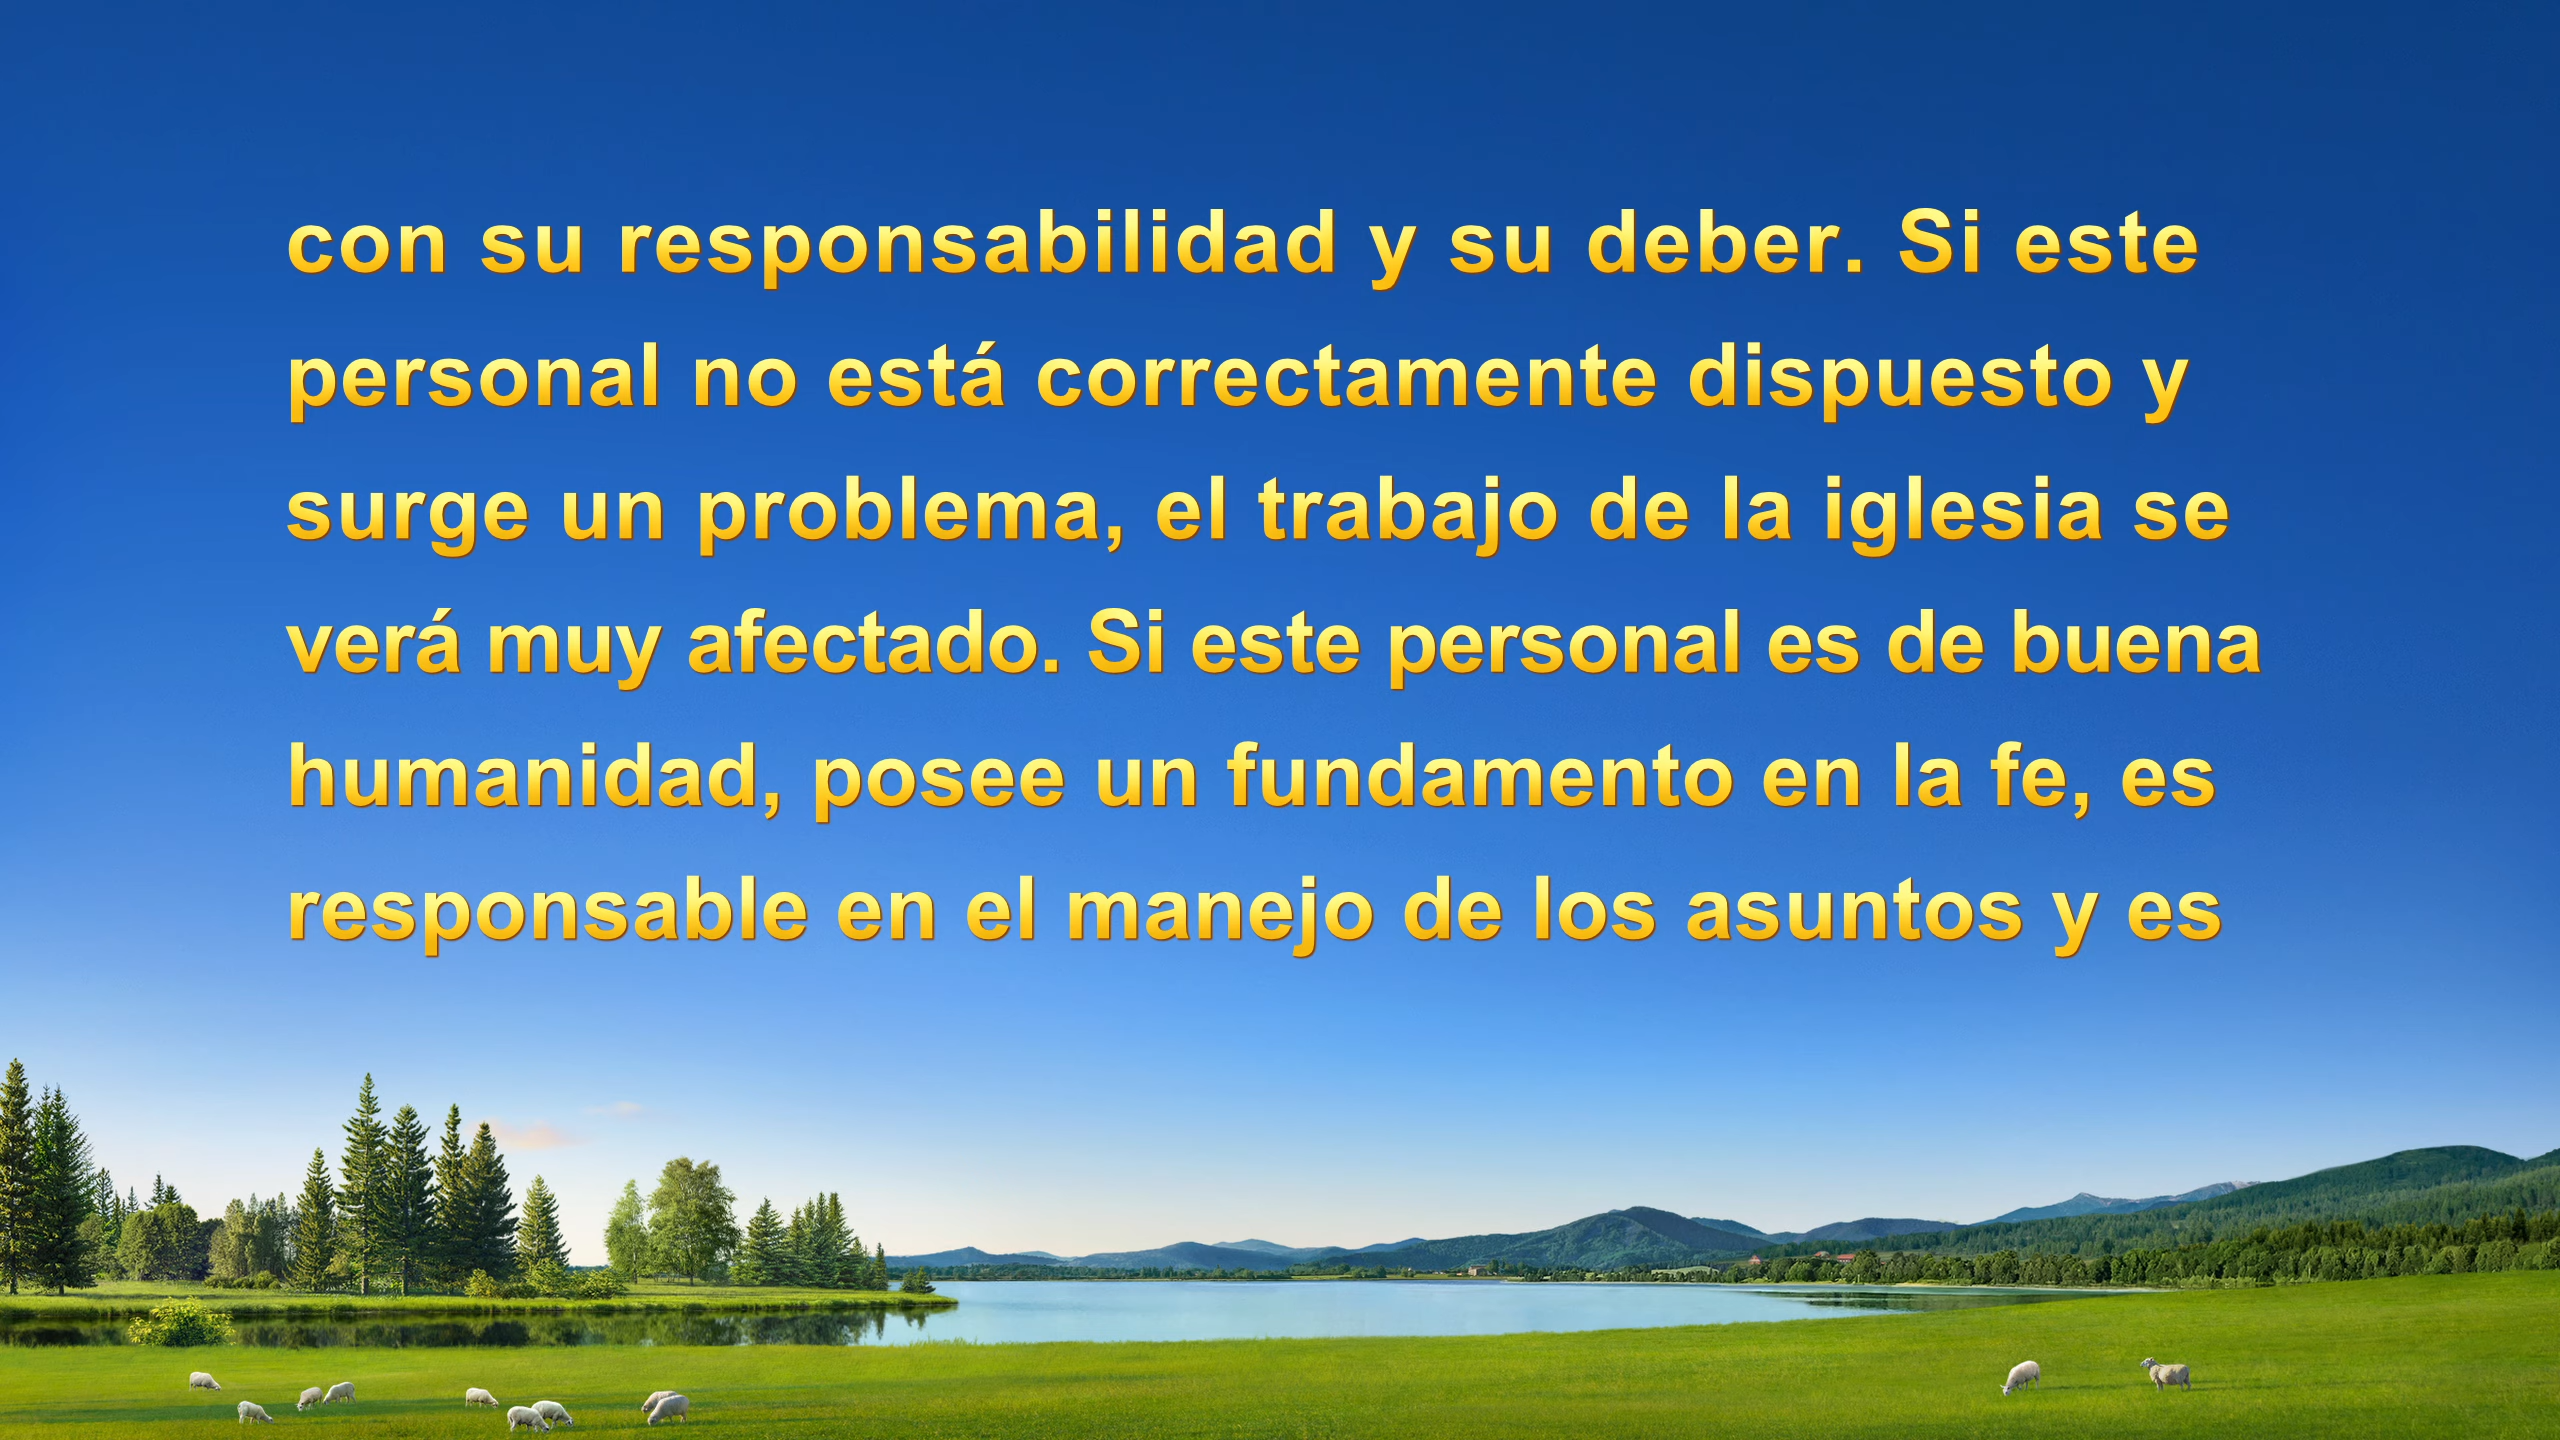 con su responsabilidad y su deber. Si este
personal no está correctamente dispuesto y
surge un problema, el trabajo de la iglesia se
verá muy afectado. Si este personal es de buena
humanidad, posee un fundamento en la fe, es
responsable en el manejo de los asuntos y es